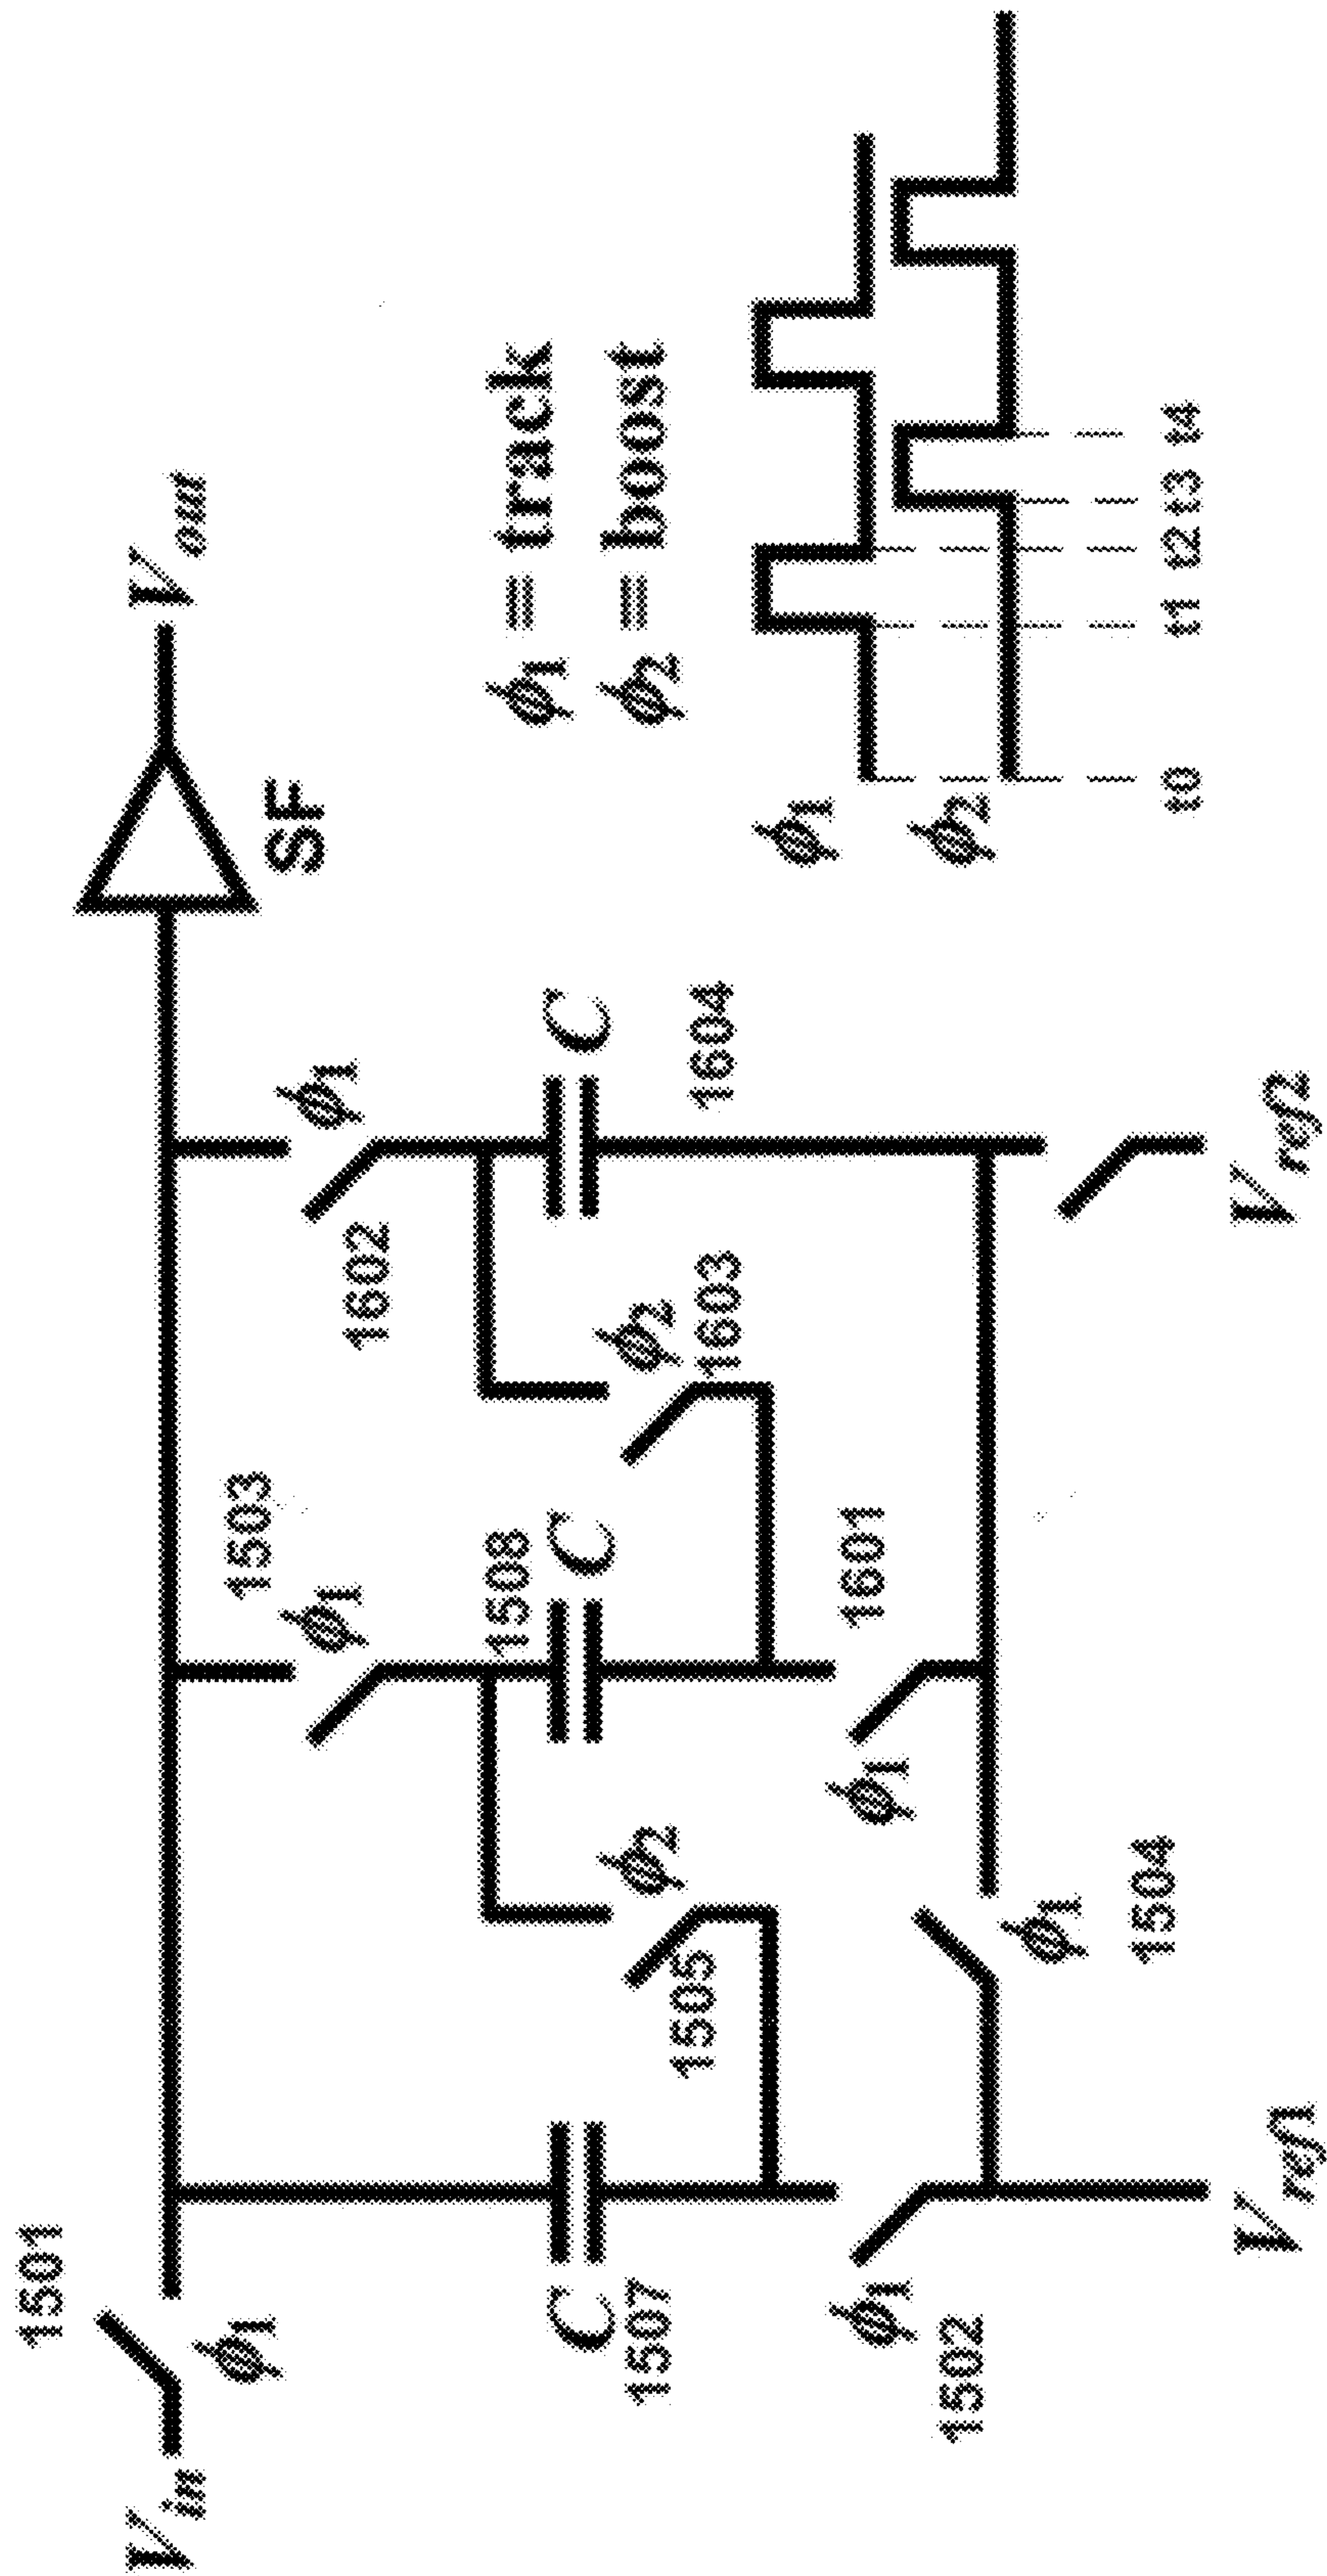 1501
V_in
ϕ1
V_out
SF
1503
ϕ1
ϕ1
1602
1508
C
C
1604
C
1507
ϕ2
1505
ϕ2
1603
ϕ1
1601
ϕ1
1502
ϕ1
1504
V_ref1
V_ref2
ϕ1 = track
ϕ2 = boost
ϕ1
ϕ2
t0 t1 t2 t3 t4